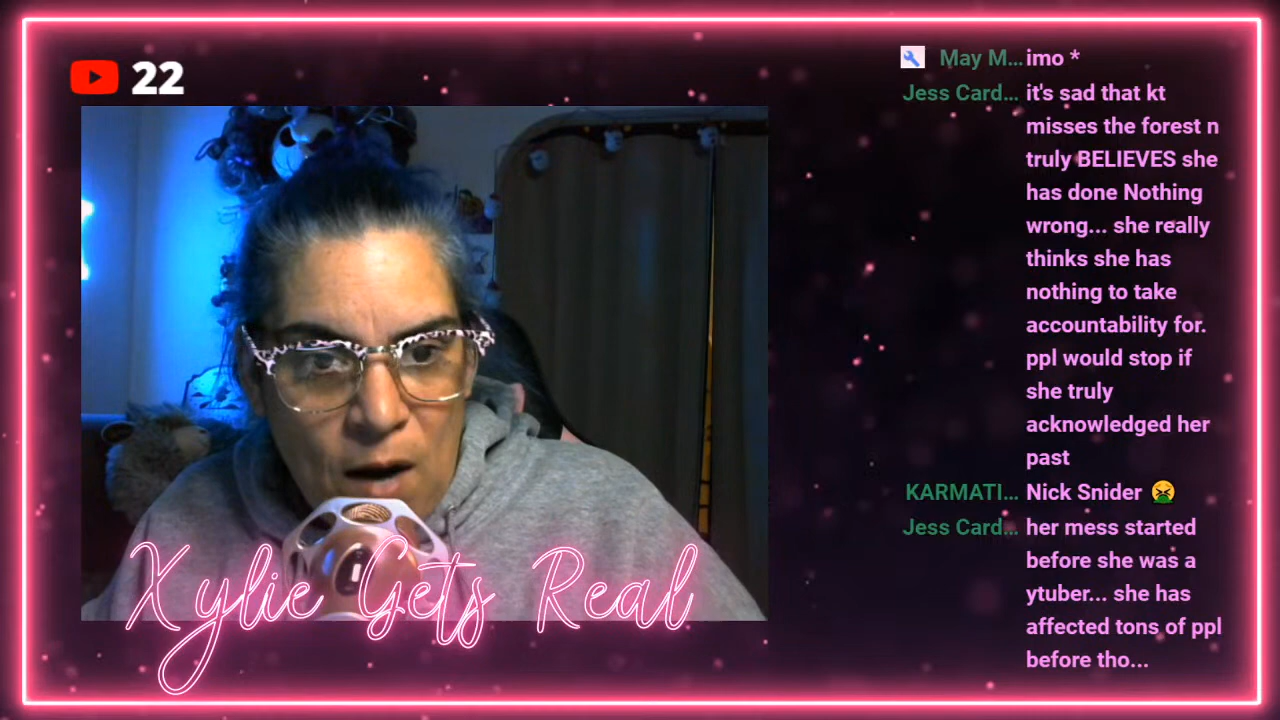 22
Xylie Gets Real
May M... imo *
Jess Card... it's sad that kt
misses the forest n
truly BELIEVES she
has done Nothing
wrong... she really
thinks she has
nothing to take
accountability for.
ppl would stop if
she truly
acknowledged her
past
KARMATI... Nick Snider 🤮
Jess Card... her mess started
before she was a
ytuber... she has
affected tons of ppl
before tho...